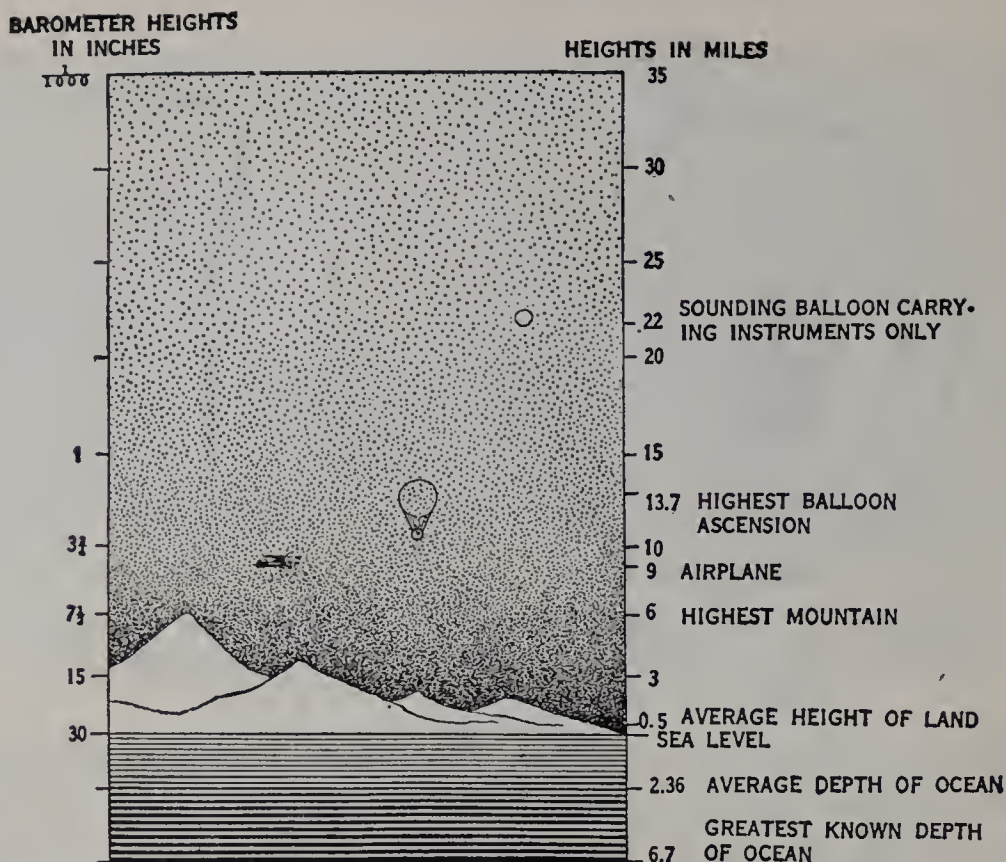 BAROMETER HEIGHTS
IN INCHES
HEIGHTS IN MILES
1/1000
35
30
25
22 SOUNDING BALLOON CARRY-
ING INSTRUMENTS ONLY
20
15
13.7 HIGHEST BALLOON
ASCENSION
3¾
10
9 AIRPLANE
7½
6 HIGHEST MOUNTAIN
15
3
0.5 AVERAGE HEIGHT OF LAND
30
SEA LEVEL
2.36 AVERAGE DEPTH OF OCEAN
GREATEST KNOWN DEPTH
6.7 OF OCEAN